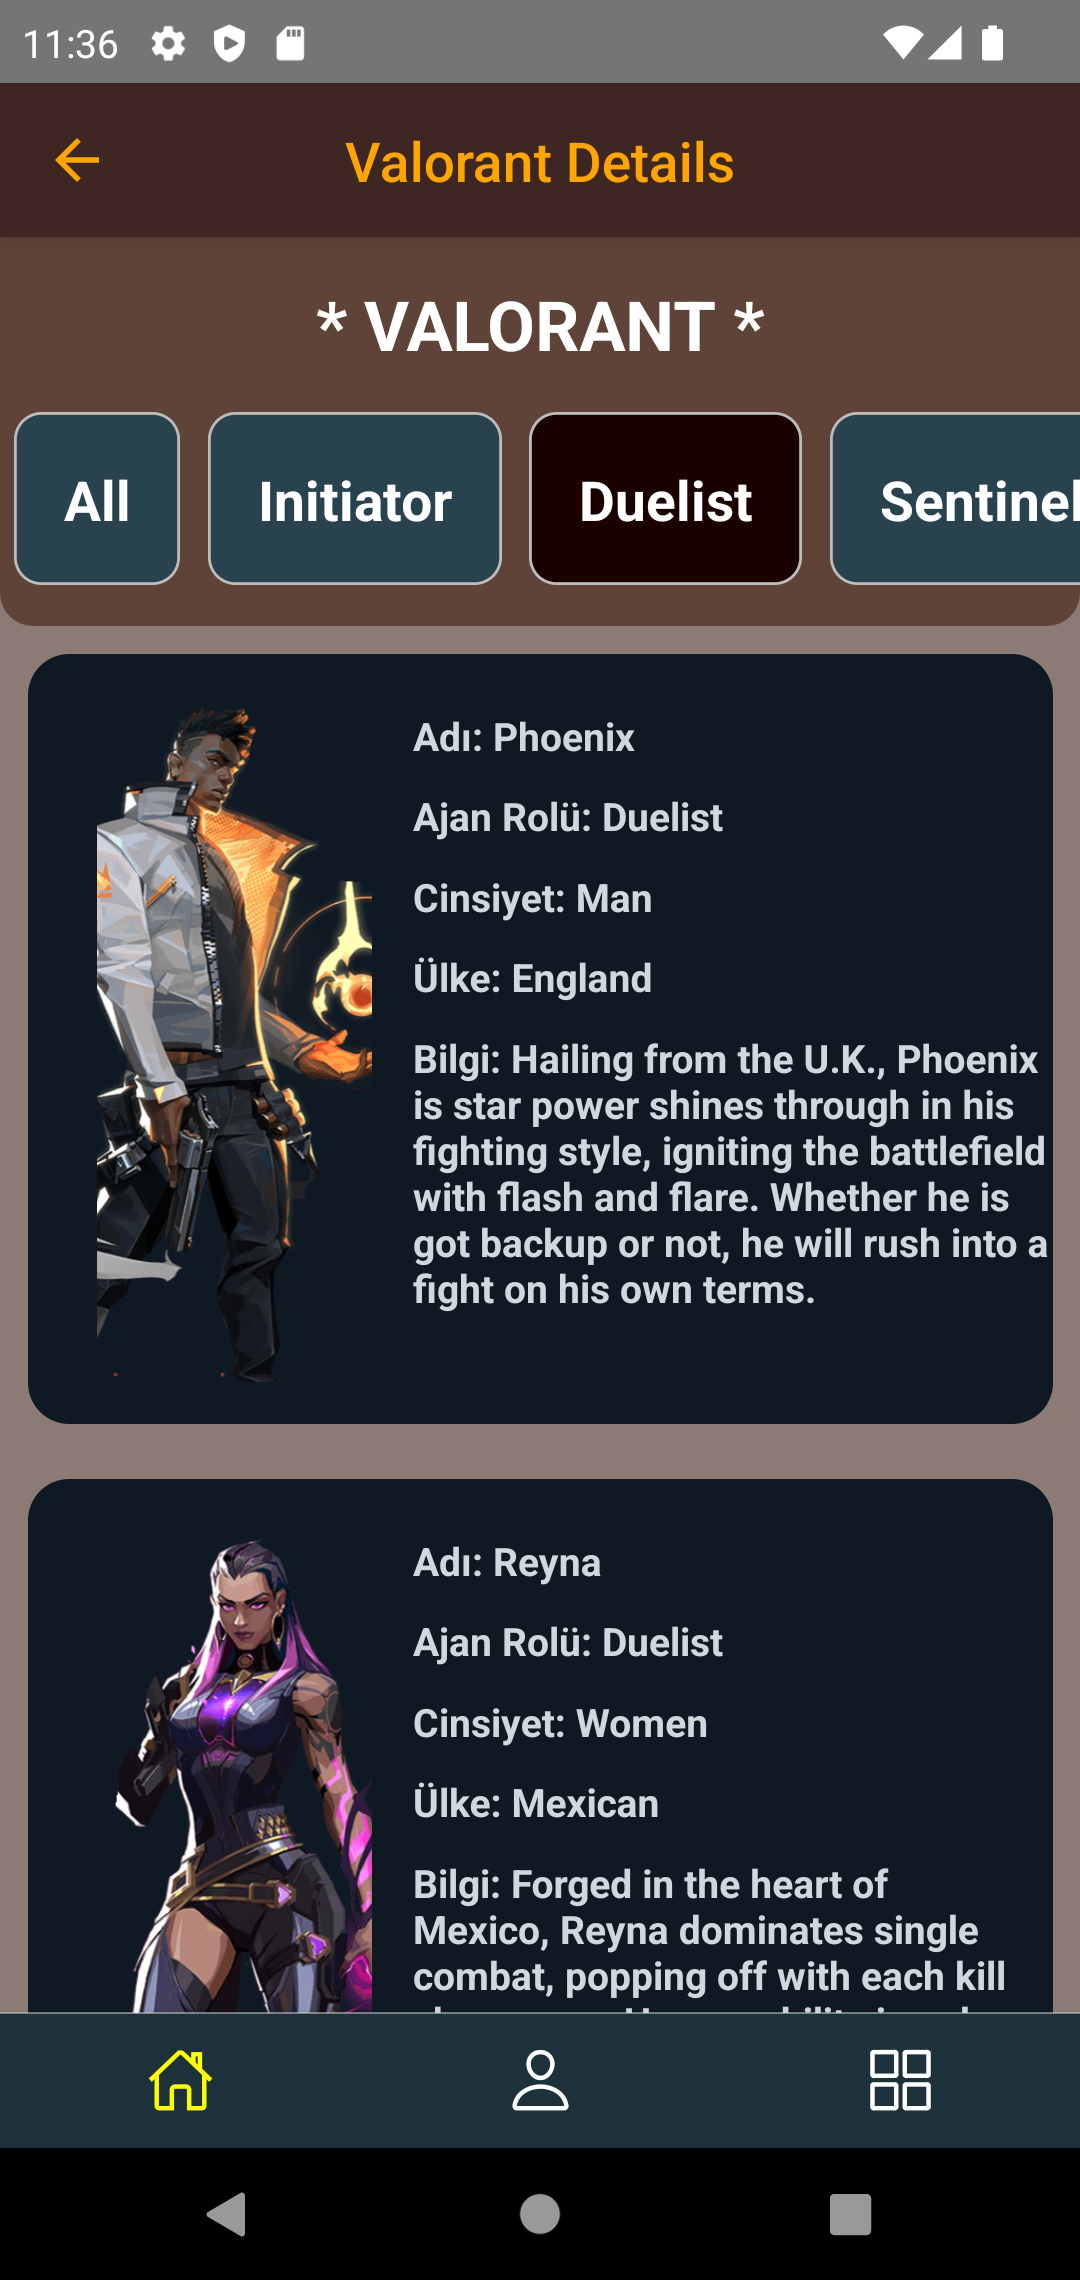 11:36
Valorant Details
* VALORANT *
All
Initiator
Duelist
Sentinel
Adı: Phoenix
Ajan Rolü: Duelist
Cinsiyet: Man
Ülke: England
Bilgi: Hailing from the U.K., Phoenix
is star power shines through in his
fighting style, igniting the battlefield
with flash and flare. Whether he is
got backup or not, he will rush into a
fight on his own terms.
Adı: Reyna
Ajan Rolü: Duelist
Cinsiyet: Women
Ülke: Mexican
Bilgi: Forged in the heart of
Mexico, Reyna dominates single
combat, popping off with each kill